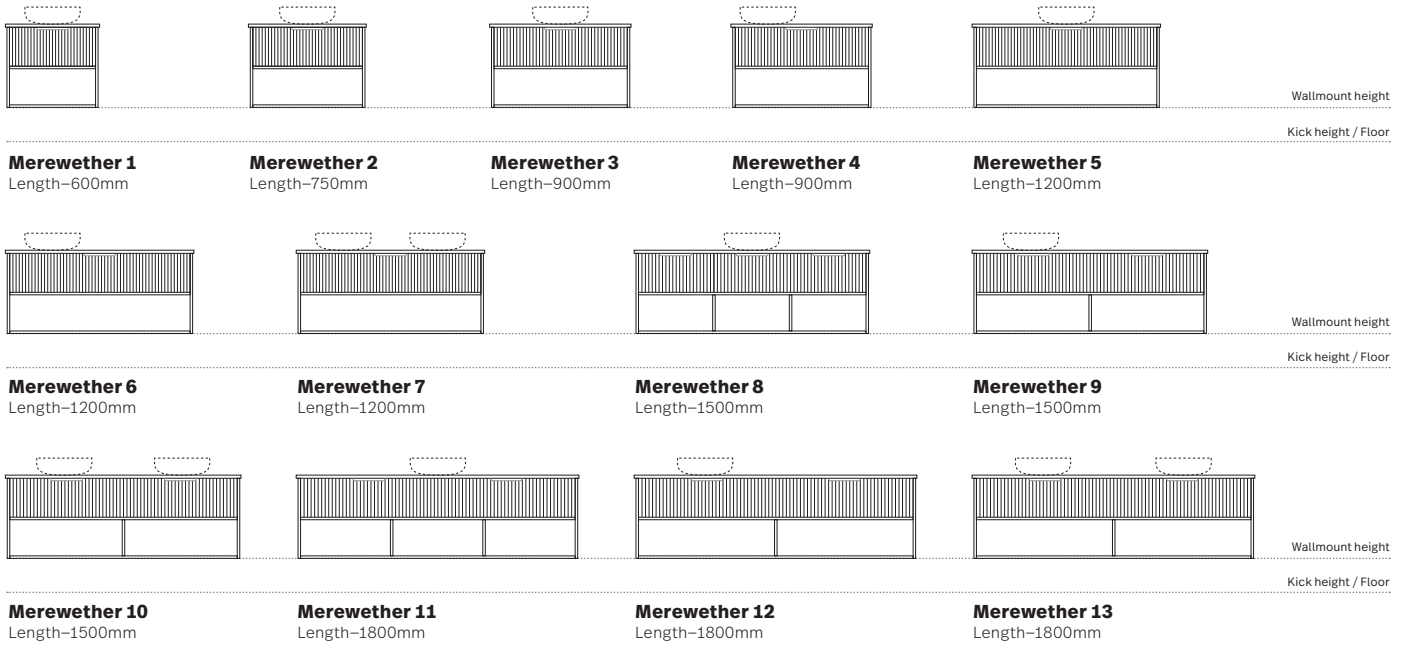 Wallmount height
Kick height / Floor
Merewether 1
Length–600mm
Merewether 2
Length–750mm
Merewether 3
Length–900mm
Merewether 4
Length–900mm
Merewether 5
Length–1200mm
Wallmount height
Kick height / Floor
Merewether 6
Length–1200mm
Merewether 7
Length–1200mm
Merewether 8
Length–1500mm
Merewether 9
Length–1500mm
Wallmount height
Kick height / Floor
Merewether 10
Length–1500mm
Merewether 11
Length–1800mm
Merewether 12
Length–1800mm
Merewether 13
Length–1800mm